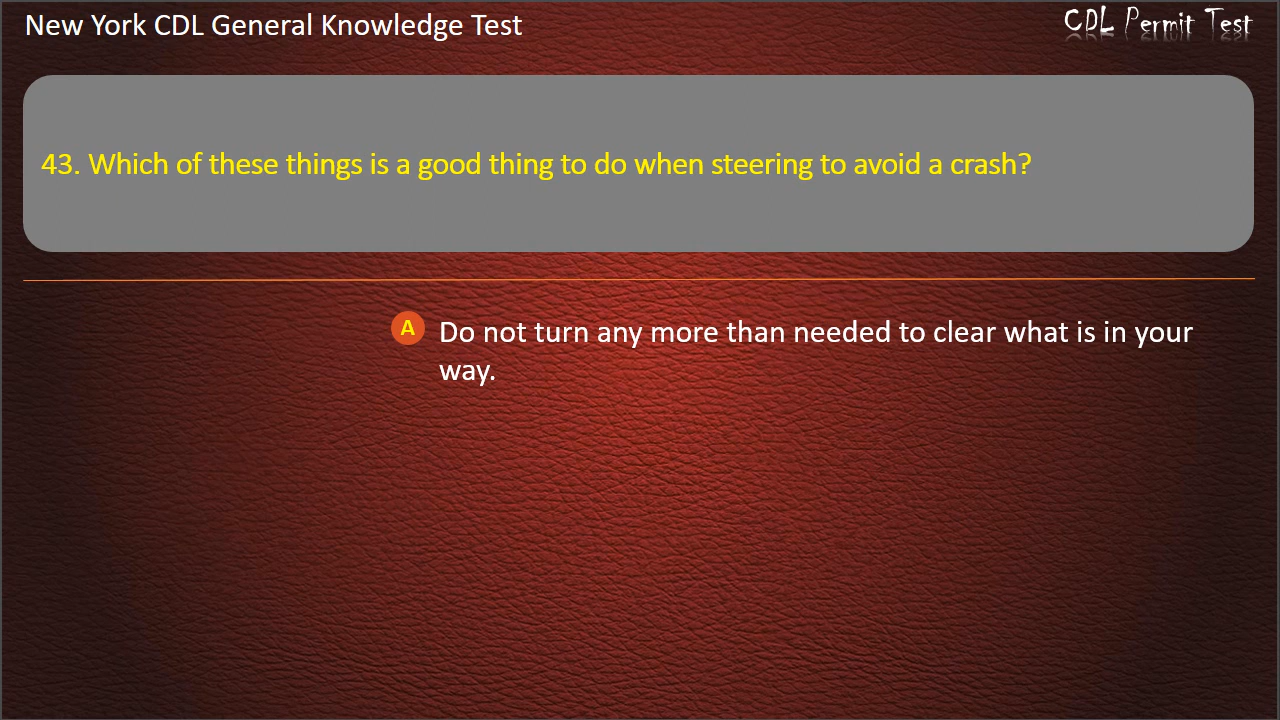 New York CDL General Knowledge Test
CDL Permit Test
43. Which of these things is a good thing to do when steering to avoid a crash?
A Do not turn any more than needed to clear what is in your
way.